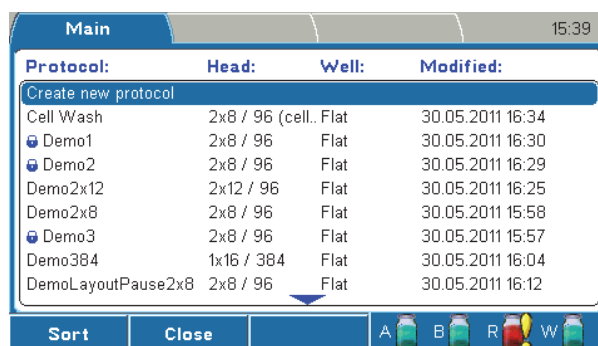 Main 15:39
Protocol: Head: Well: Modified:
Create new protocol
Cell Wash 2x8 / 96 (cell.. Flat 30.05.2011 16:34
Demo1 2x8 / 96 Flat 30.05.2011 16:30
Demo2 2x8 / 96 Flat 30.05.2011 16:29
Demo2x12 2x12 / 96 Flat 30.05.2011 16:25
Demo2x8 2x8 / 96 Flat 30.05.2011 15:58
Demo3 2x8 / 96 Flat 30.05.2011 15:57
Demo384 1x16 / 384 Flat 30.05.2011 16:04
DemoLayoutPause2x8 2x8 / 96 Flat 30.05.2011 16:12
Sort Close A B R W